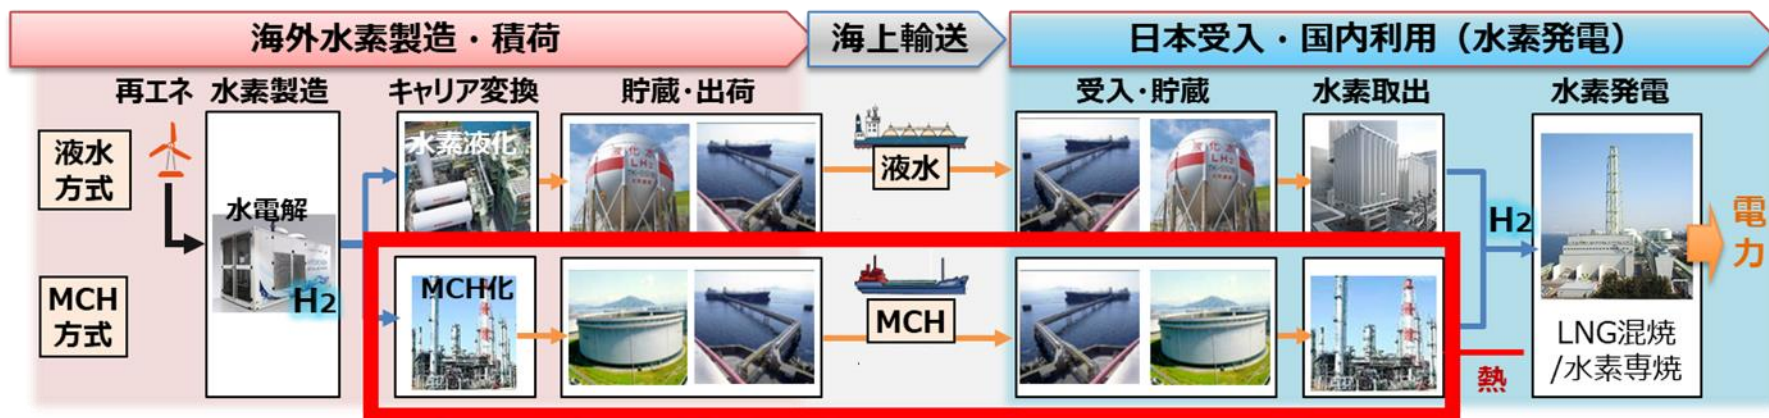 海外水素製造・積荷
海上輸送
日本受入・国内利用（水素発電）
再エネ
水素製造
キャリア変換
貯蔵・出荷
受入・貯蔵
水素取出
水素発電
液水
方式
水素液化
LH2
液水
LH2
水電解
H2
H2
電
力
MCH
方式
MCH化
MCH
熱
LNG混焼
/水素専焼